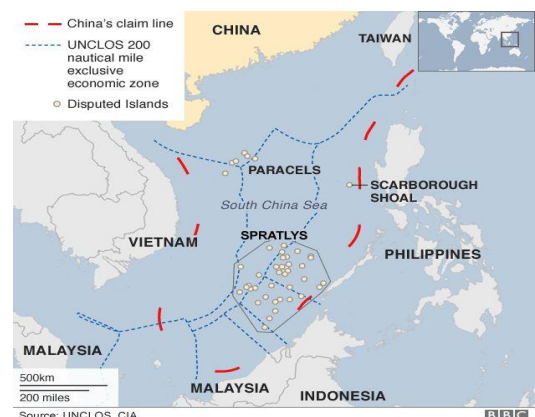 China's claim line
UNCLOS 200
nautical mile
exclusive
economic zone
Disputed Islands
CHINA
TAIWAN
PARACELS
SCARBOROUGH
SHOAL
South China Sea
SPRATLYS
VIETNAM
PHILIPPINES
MALAYSIA
500km
200 miles
MALAYSIA
INDONESIA
Source: UNCLOS, CIA
BBC